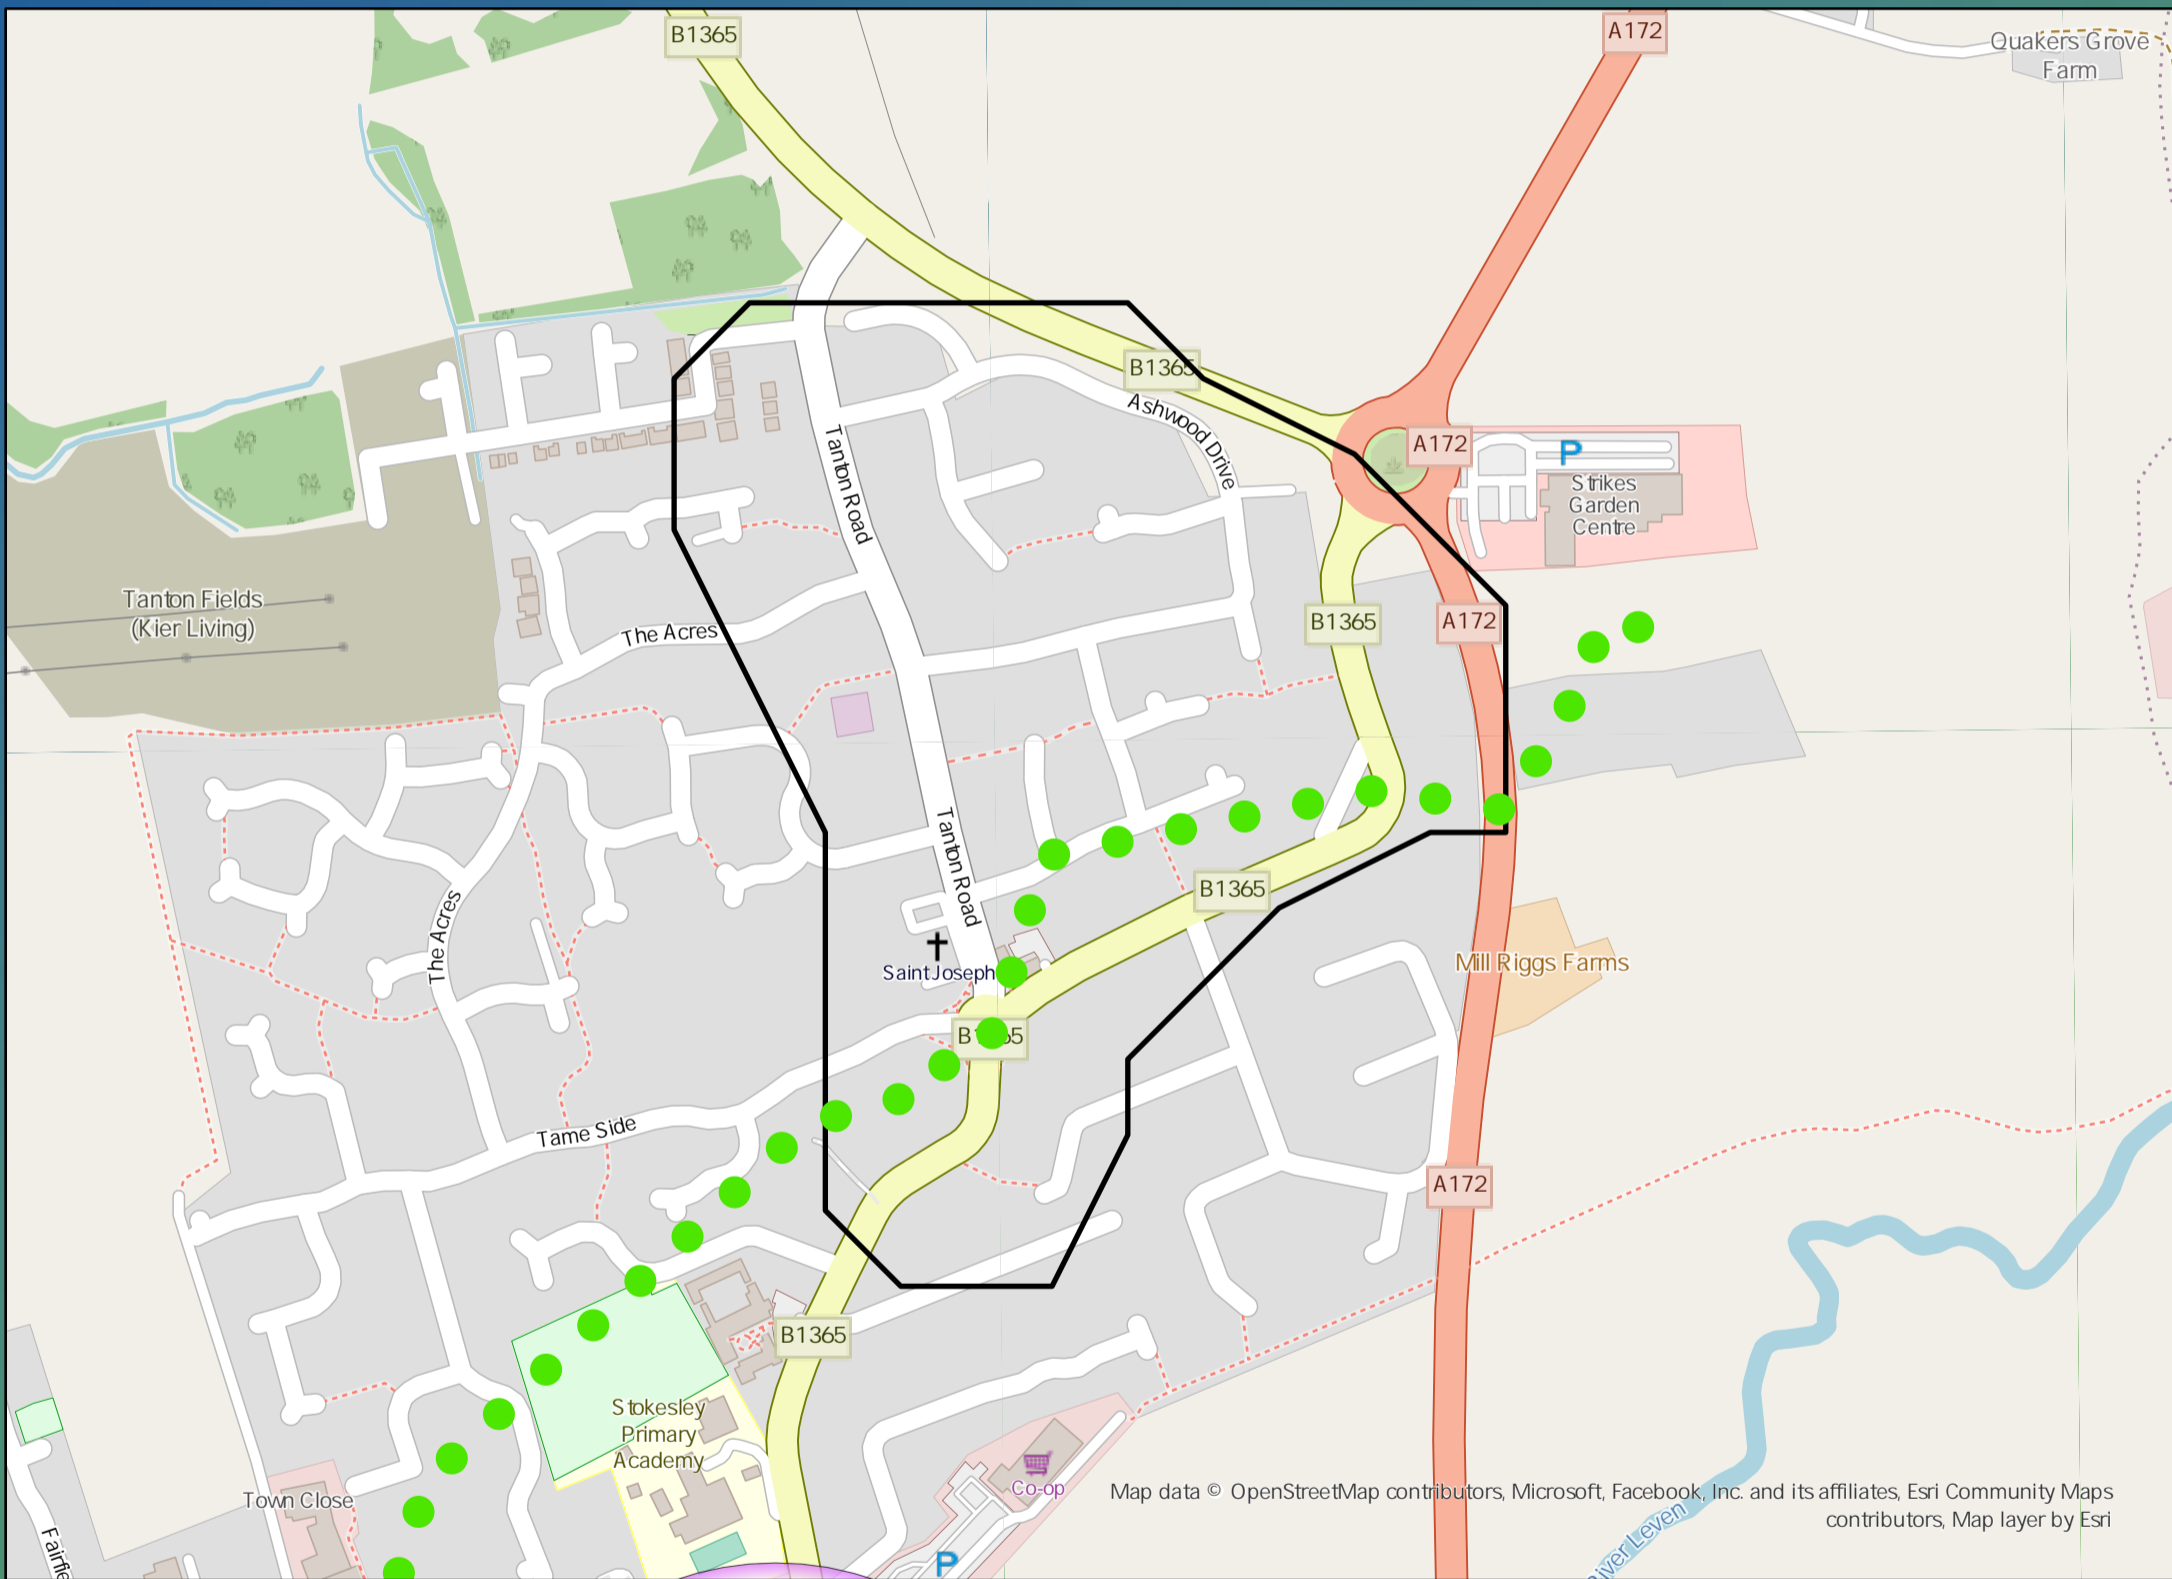 B1365
A172
Quakers Grove
Farm
B1365
Ashwood Drive
A172
Tanton Road
Strikes
Garden
Centre
Tanton Fields
(Kier Living)
The Acres
B1365
A172
Tanton Road
B1365
The Acres
Saint Joseph
Mill Riggs Farms
Tame Side
A172
B1365
Stokesley
Primary
Academy
Town Close
Co-op
P
P
Map data © OpenStreetMap contributors, Microsoft, Facebook, Inc. and its affiliates, Esri Community Maps
contributors, Map layer by Esri